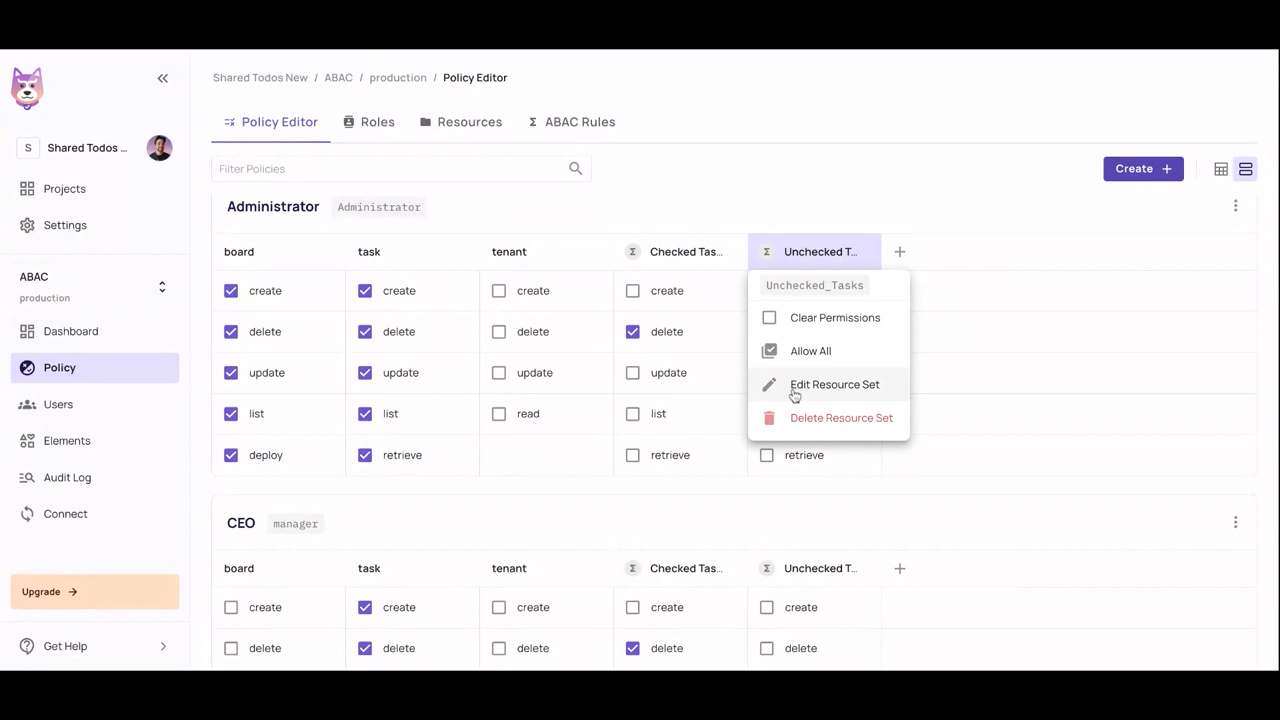 Shared Todos New / ABAC / production / Policy Editor
S Shared Todos ...
Projects
Settings
ABAC
production
Dashboard
Policy
Users
Elements
Audit Log
Connect
Upgrade
Get Help
Policy Editor Roles Resources Σ ABAC Rules
Filter Policies
Create +
Administrator Administrator
board task tenant Σ Checked Tas... Σ Unchecked T... +
create create create create
delete delete delete delete
update update update update
list list read list
deploy retrieve retrieve retrieve
Unchecked_Tasks
Clear Permissions
Allow All
Edit Resource Set
Delete Resource Set
CEO manager
board task tenant Σ Checked Tas... Σ Unchecked T... +
create create create create create
delete delete delete delete delete